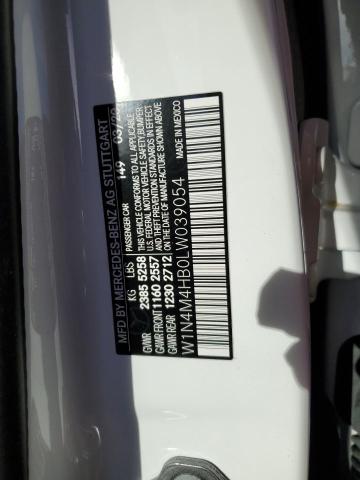 MFD BY MERCEDES-BENZ AG STUTTGART
149 03/20
PASSENGER CAR
THIS VEHICLE CONFORMS TO ALL APPLICABLE
U.S. FEDERAL MOTOR VEHICLE SAFETY, BUMPER,
AND THEFT PREVENTION STANDARDS IN EFFECT
ON THE DATE OF MANUFACTURE SHOWN ABOVE
KG LBS
GVWR 2385 5258
GAWR FRONT 1160 2557
GAWR REAR 1230 2712
MADE IN MEXICO
W1N4M4HB0LW039054